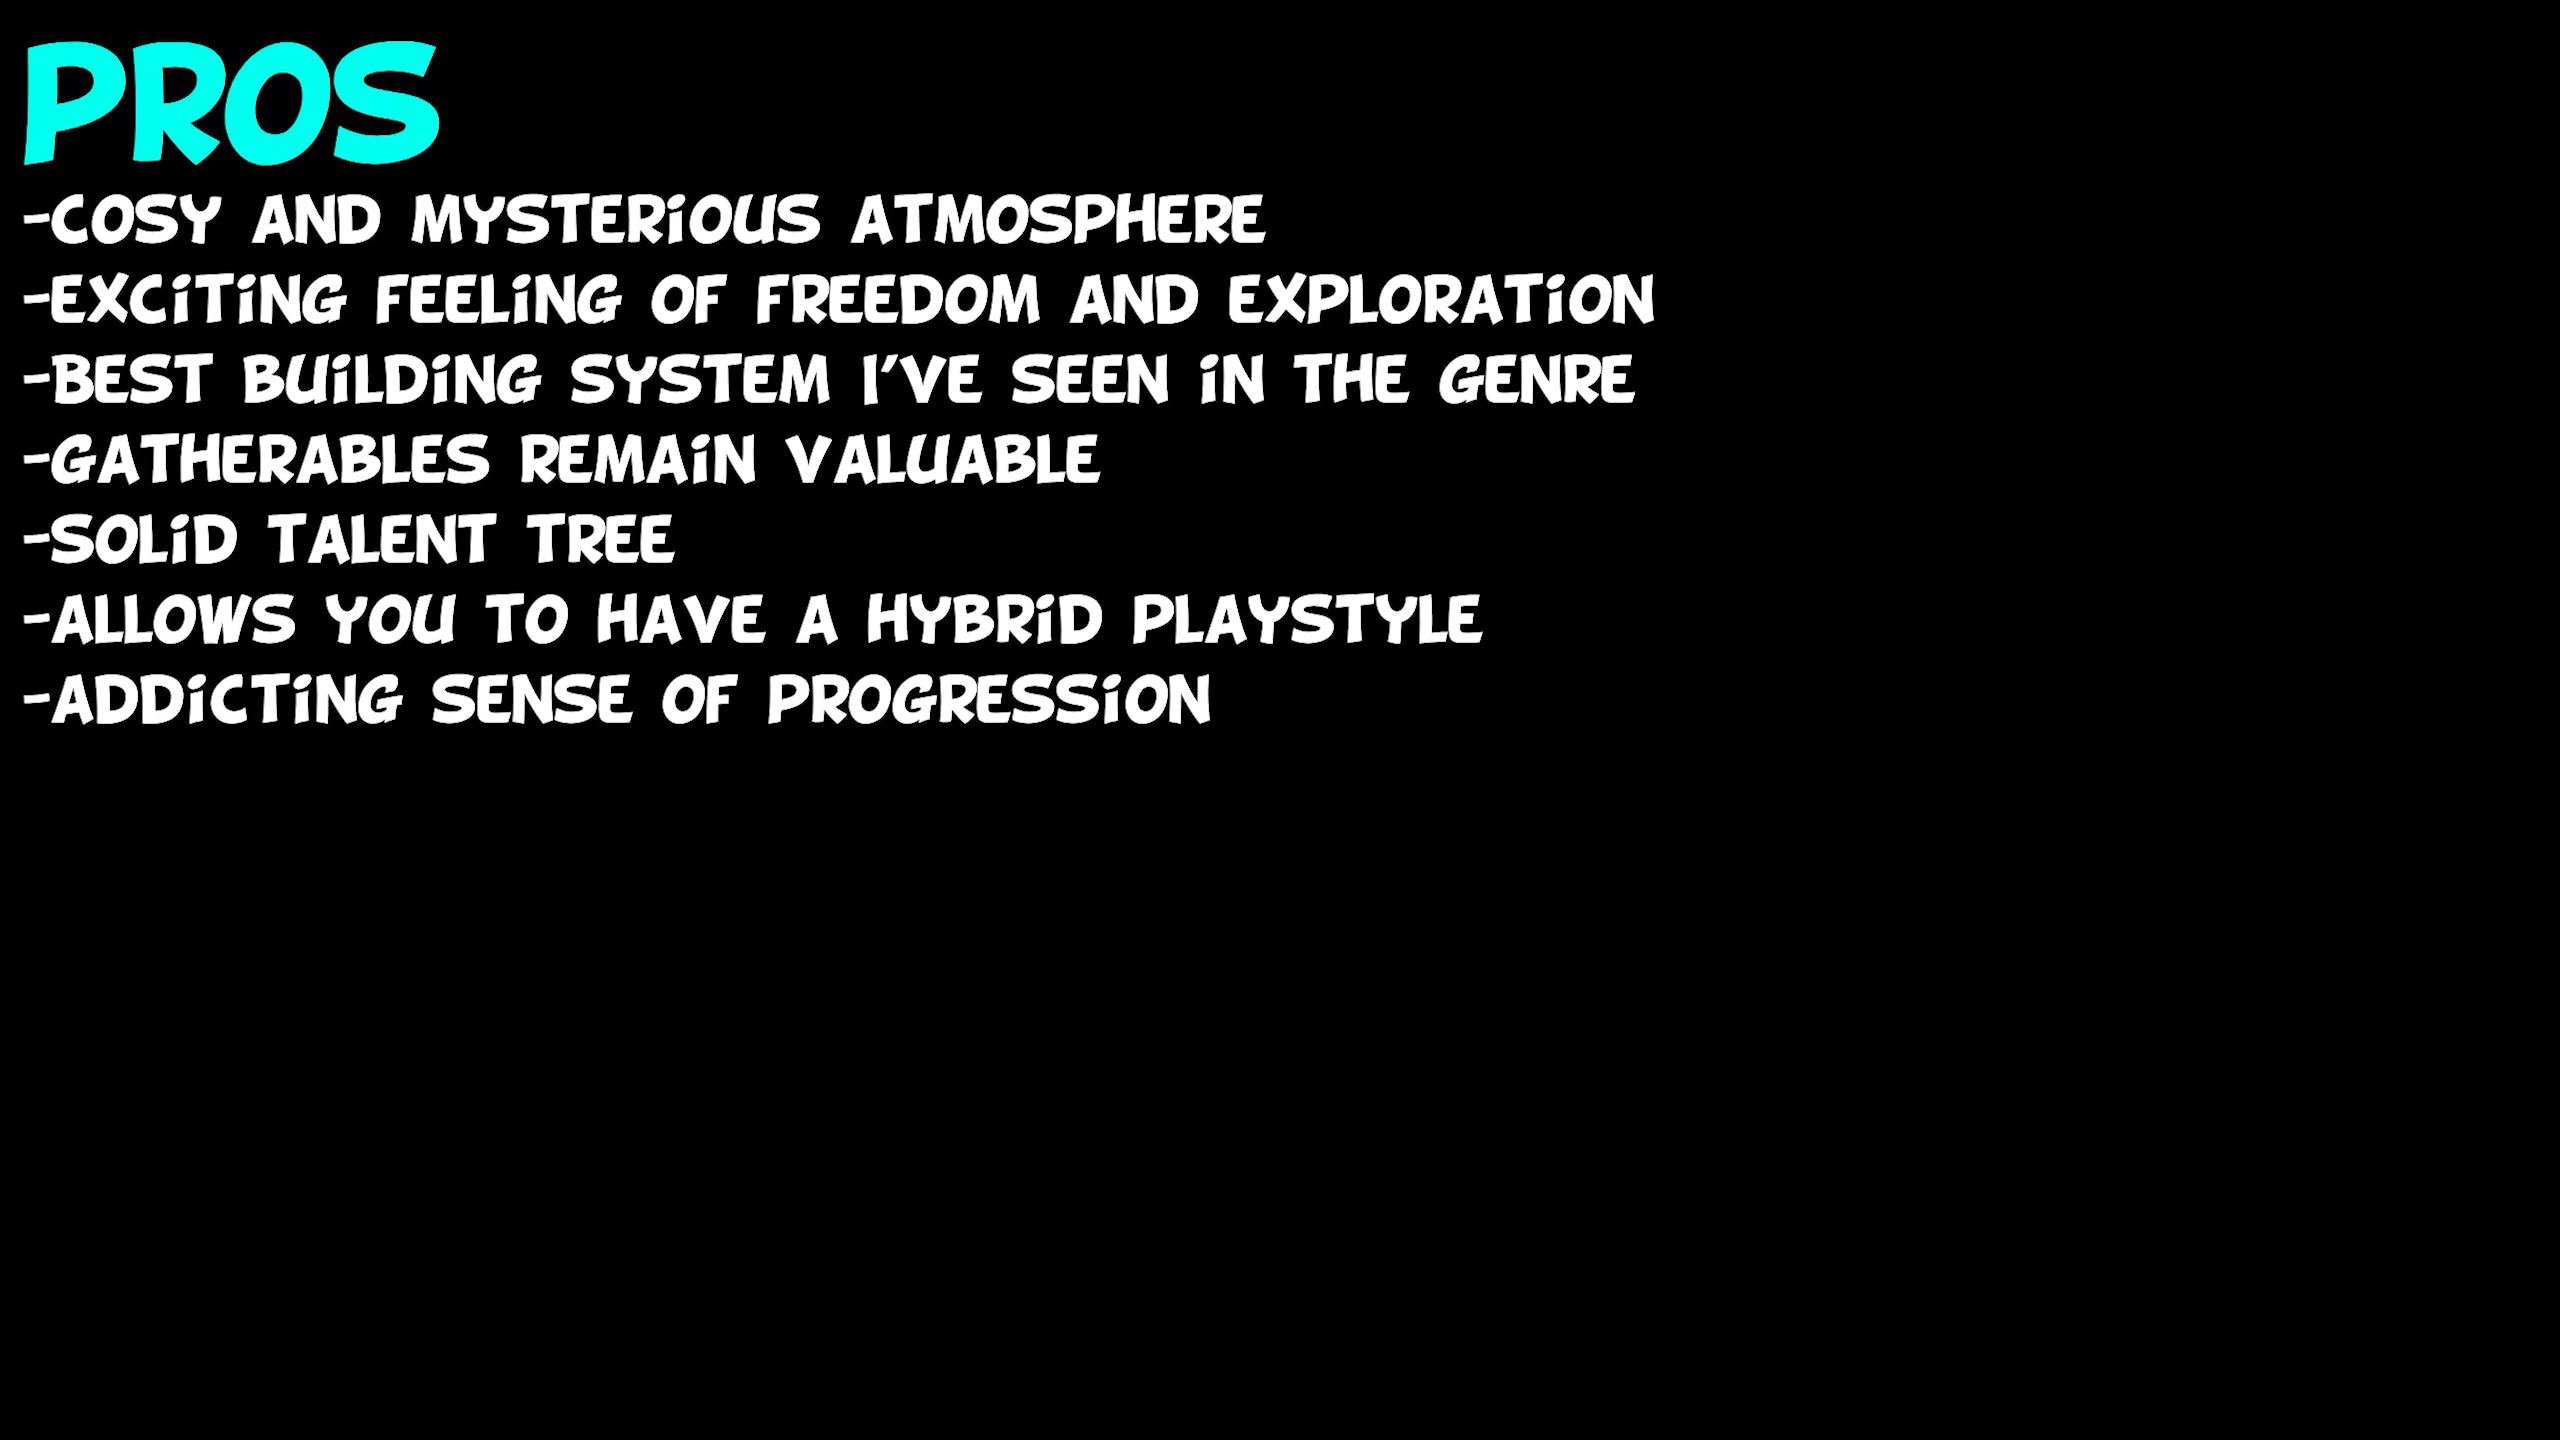 PROS
-COSY AND MYSTERIOUS ATMOSPHERE
-EXCITING FEELING OF FREEDOM AND EXPLORATION
-BEST BUILDING SYSTEM I'VE SEEN IN THE GENRE
-GATHERABLES REMAIN VALUABLE
-SOLID TALENT TREE
-ALLOWS YOU TO HAVE A HYBRID PLAYSTYLE
-ADDICTING SENSE OF PROGRESSION